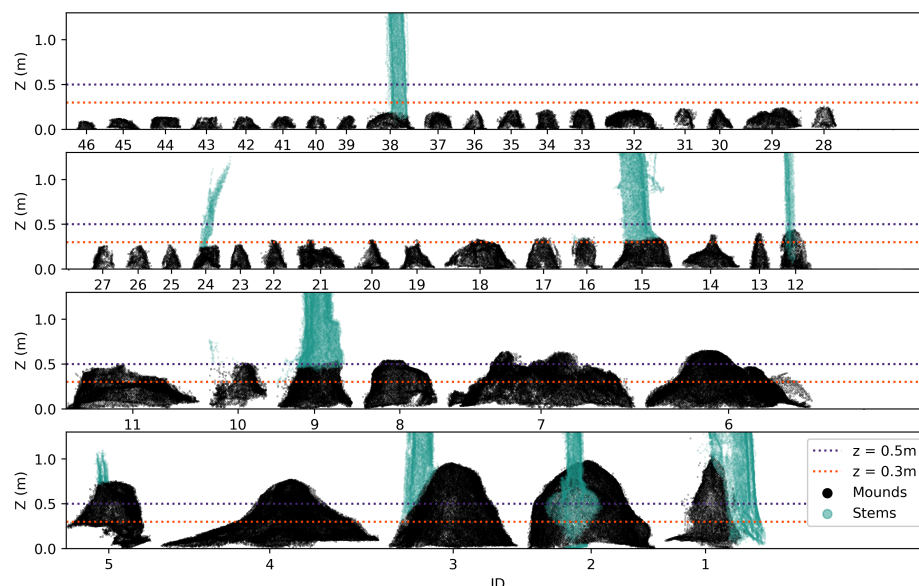 1.0
Z (m)
0.5
0.0
46 45 44 43 42 41 40 39 38 37 36 35 34 33 32 31 30 29 28
1.0
Z (m)
0.5
0.0
27 26 25 24 23 22 21 20 19 18 17 16 15 14 13 12
1.0
Z (m)
0.5
0.0
11 10 9 8 7 6
1.0
Z (m)
0.5
0.0
z = 0.5m
z = 0.3m
Mounds
Stems
5 4 3 2 1
ID